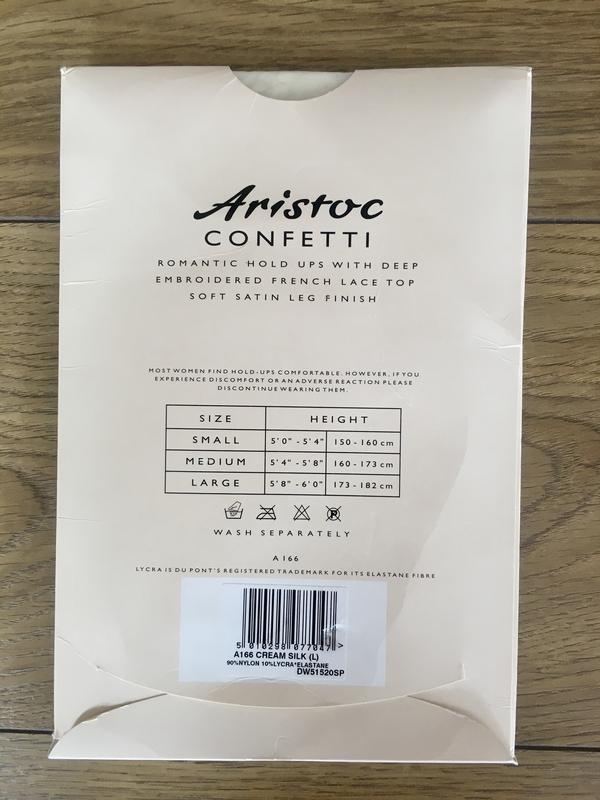 Aristoc
CONFETTI
ROMANTIC HOLD UPS WITH DEEP
EMBROIDERED FRENCH LACE TOP
SOFT SATIN LEG FINISH
MOST WOMEN FIND HOLD-UPS COMFORTABLE. HOWEVER, IF YOU
EXPERIENCE DISCOMFORT OR AN ADVERSE REACTION PLEASE
DISCONTINUE WEARING THEM.
SIZE HEIGHT
SMALL 5'0" - 5'4" 150 - 160 cm
MEDIUM 5'4" - 5'8" 160 - 173 cm
LARGE 5'8" - 6'0" 173 - 182 cm
P
WASH SEPARATELY
A166
LYCRA IS DU PONT'S REGISTERED TRADEMARK FOR ITS ELASTANE FIBRE
5 010298 077047 >
A166 CREAM SILK (L)
90%NYLON 10%LYCRA*ELASTANE
DW51520SP